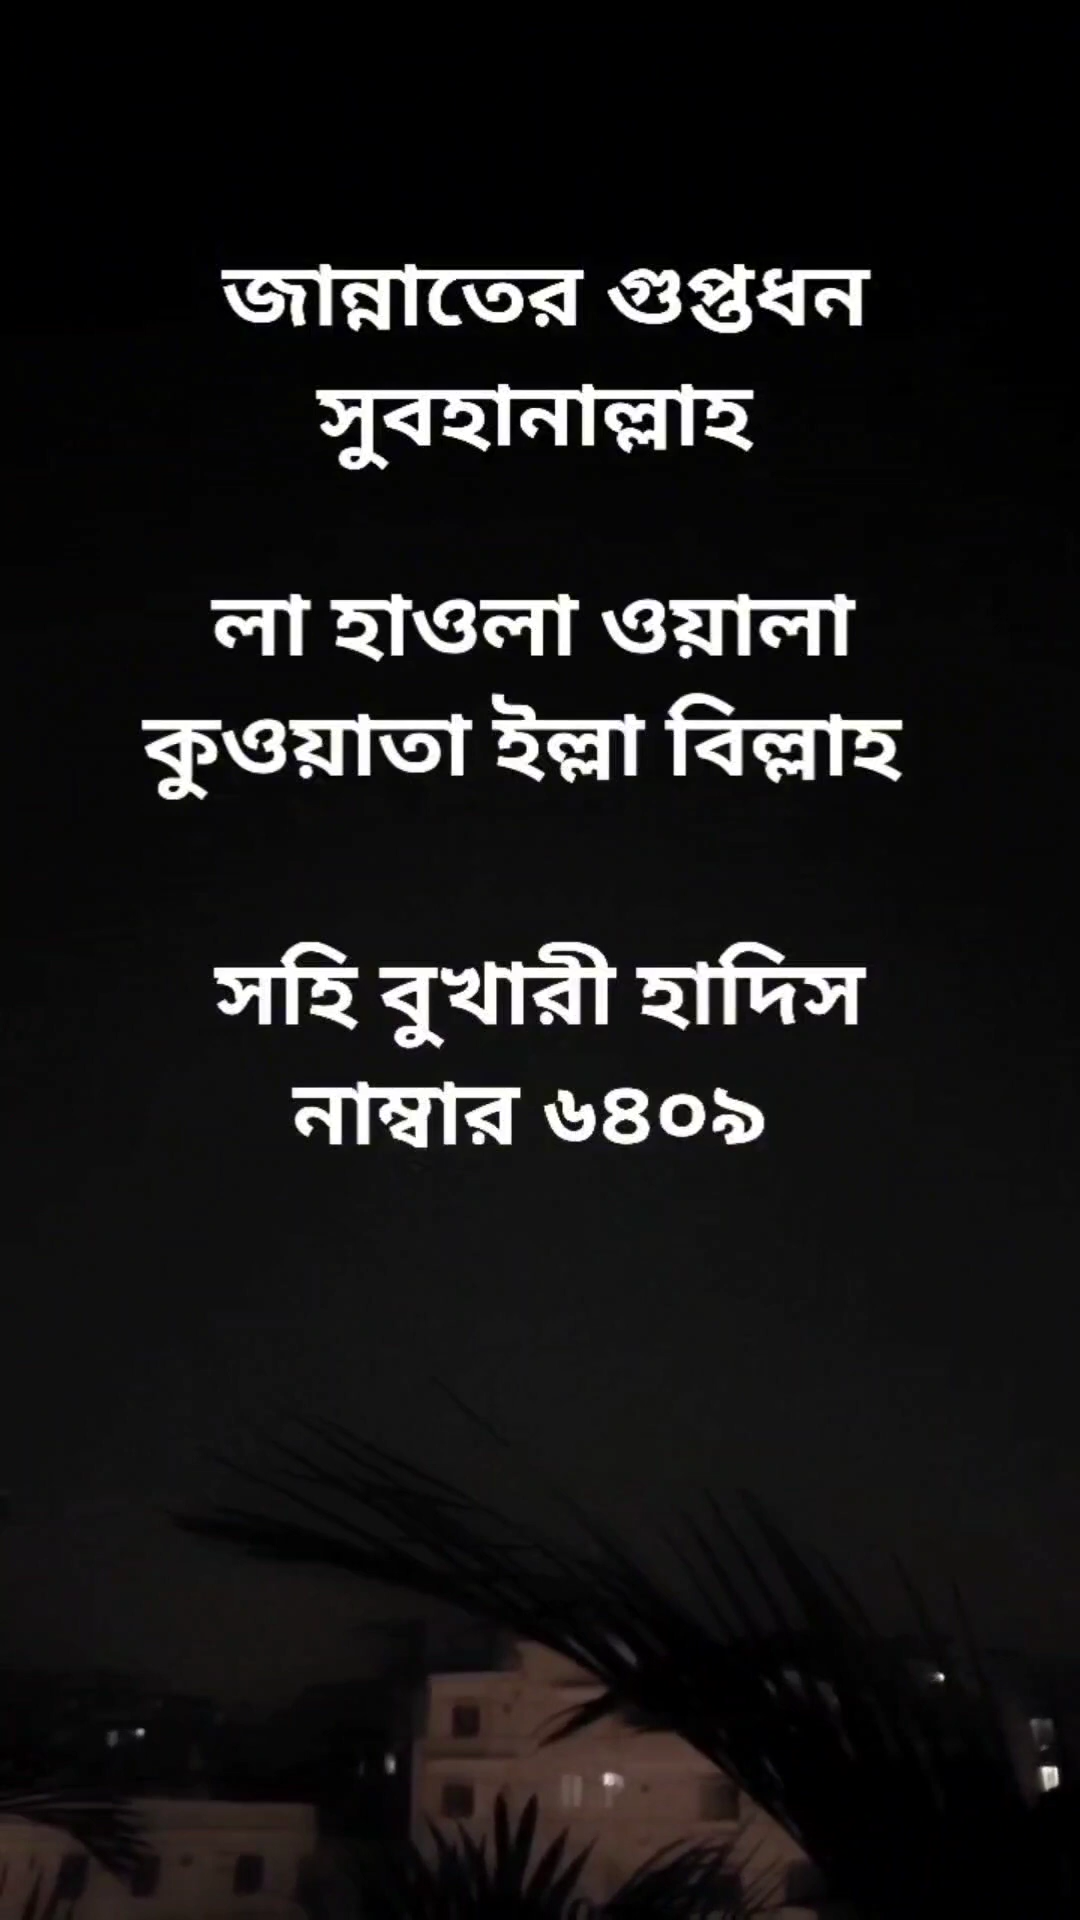 জান্নাতের গুপ্তধন
সুবহানাল্লাহ
লা হাওলা ওয়ালা
কুওয়াতা ইল্লা বিল্লাহ
সহি বুখারী হাদিস
নাম্বার ৬৪০৯